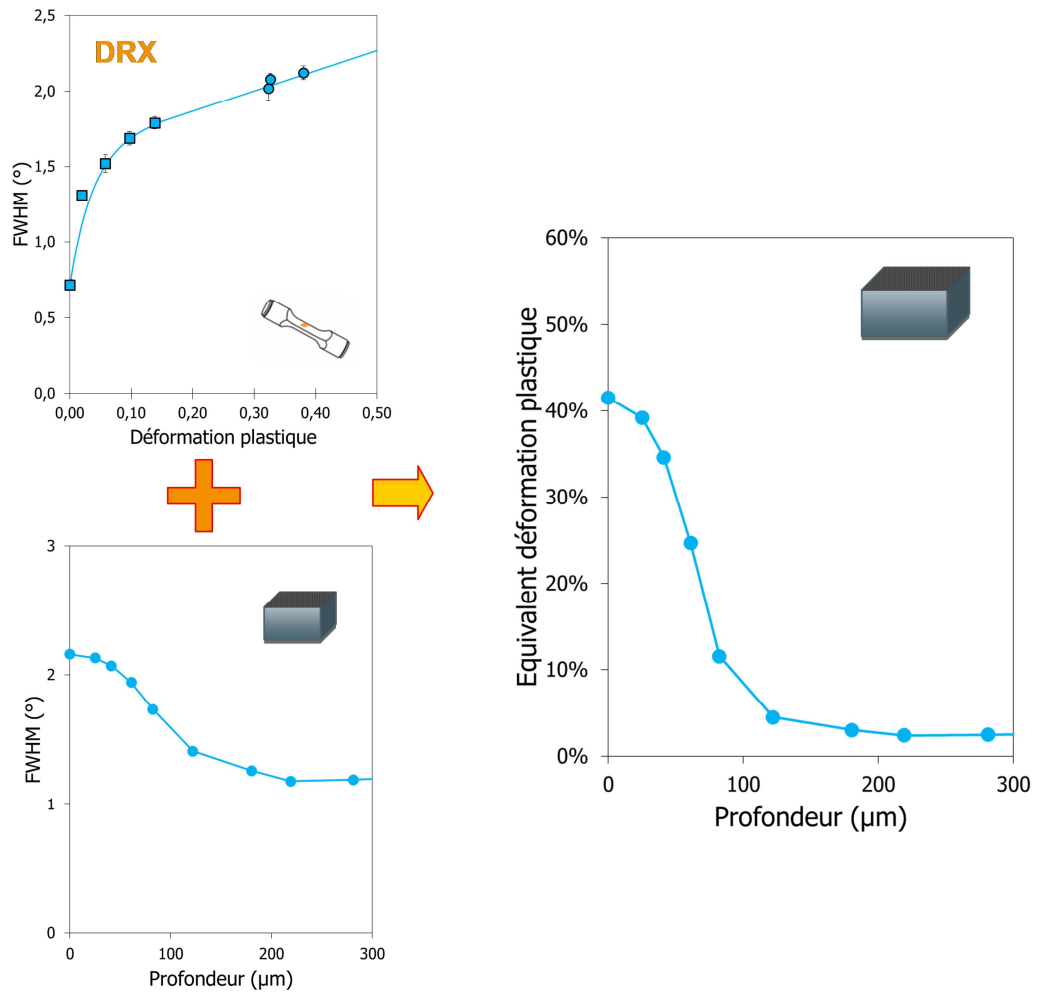 DRX
FWHM (°)
2,5
2,0
1,5
1,0
0,5
0,0
0,00 0,10 0,20 0,30 0,40 0,50
Déformation plastique
FWHM (°)
3
2
1
0
0 100 200 300
Profondeur (µm)
Equivalent déformation plastique
60%
50%
40%
30%
20%
10%
0%
0 100 200 300
Profondeur (µm)